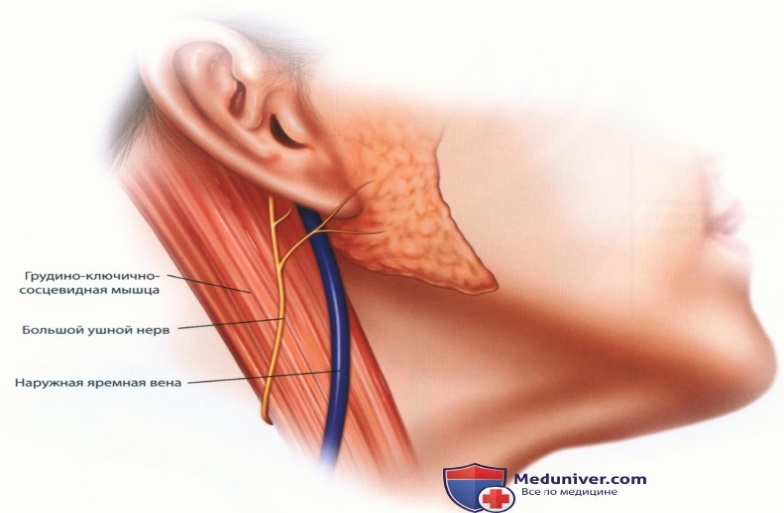 Грудино-ключично-
сосцевидная мышца
Большой ушной нерв
Наружная яремная вена
Meduniver.com
Все по медицине